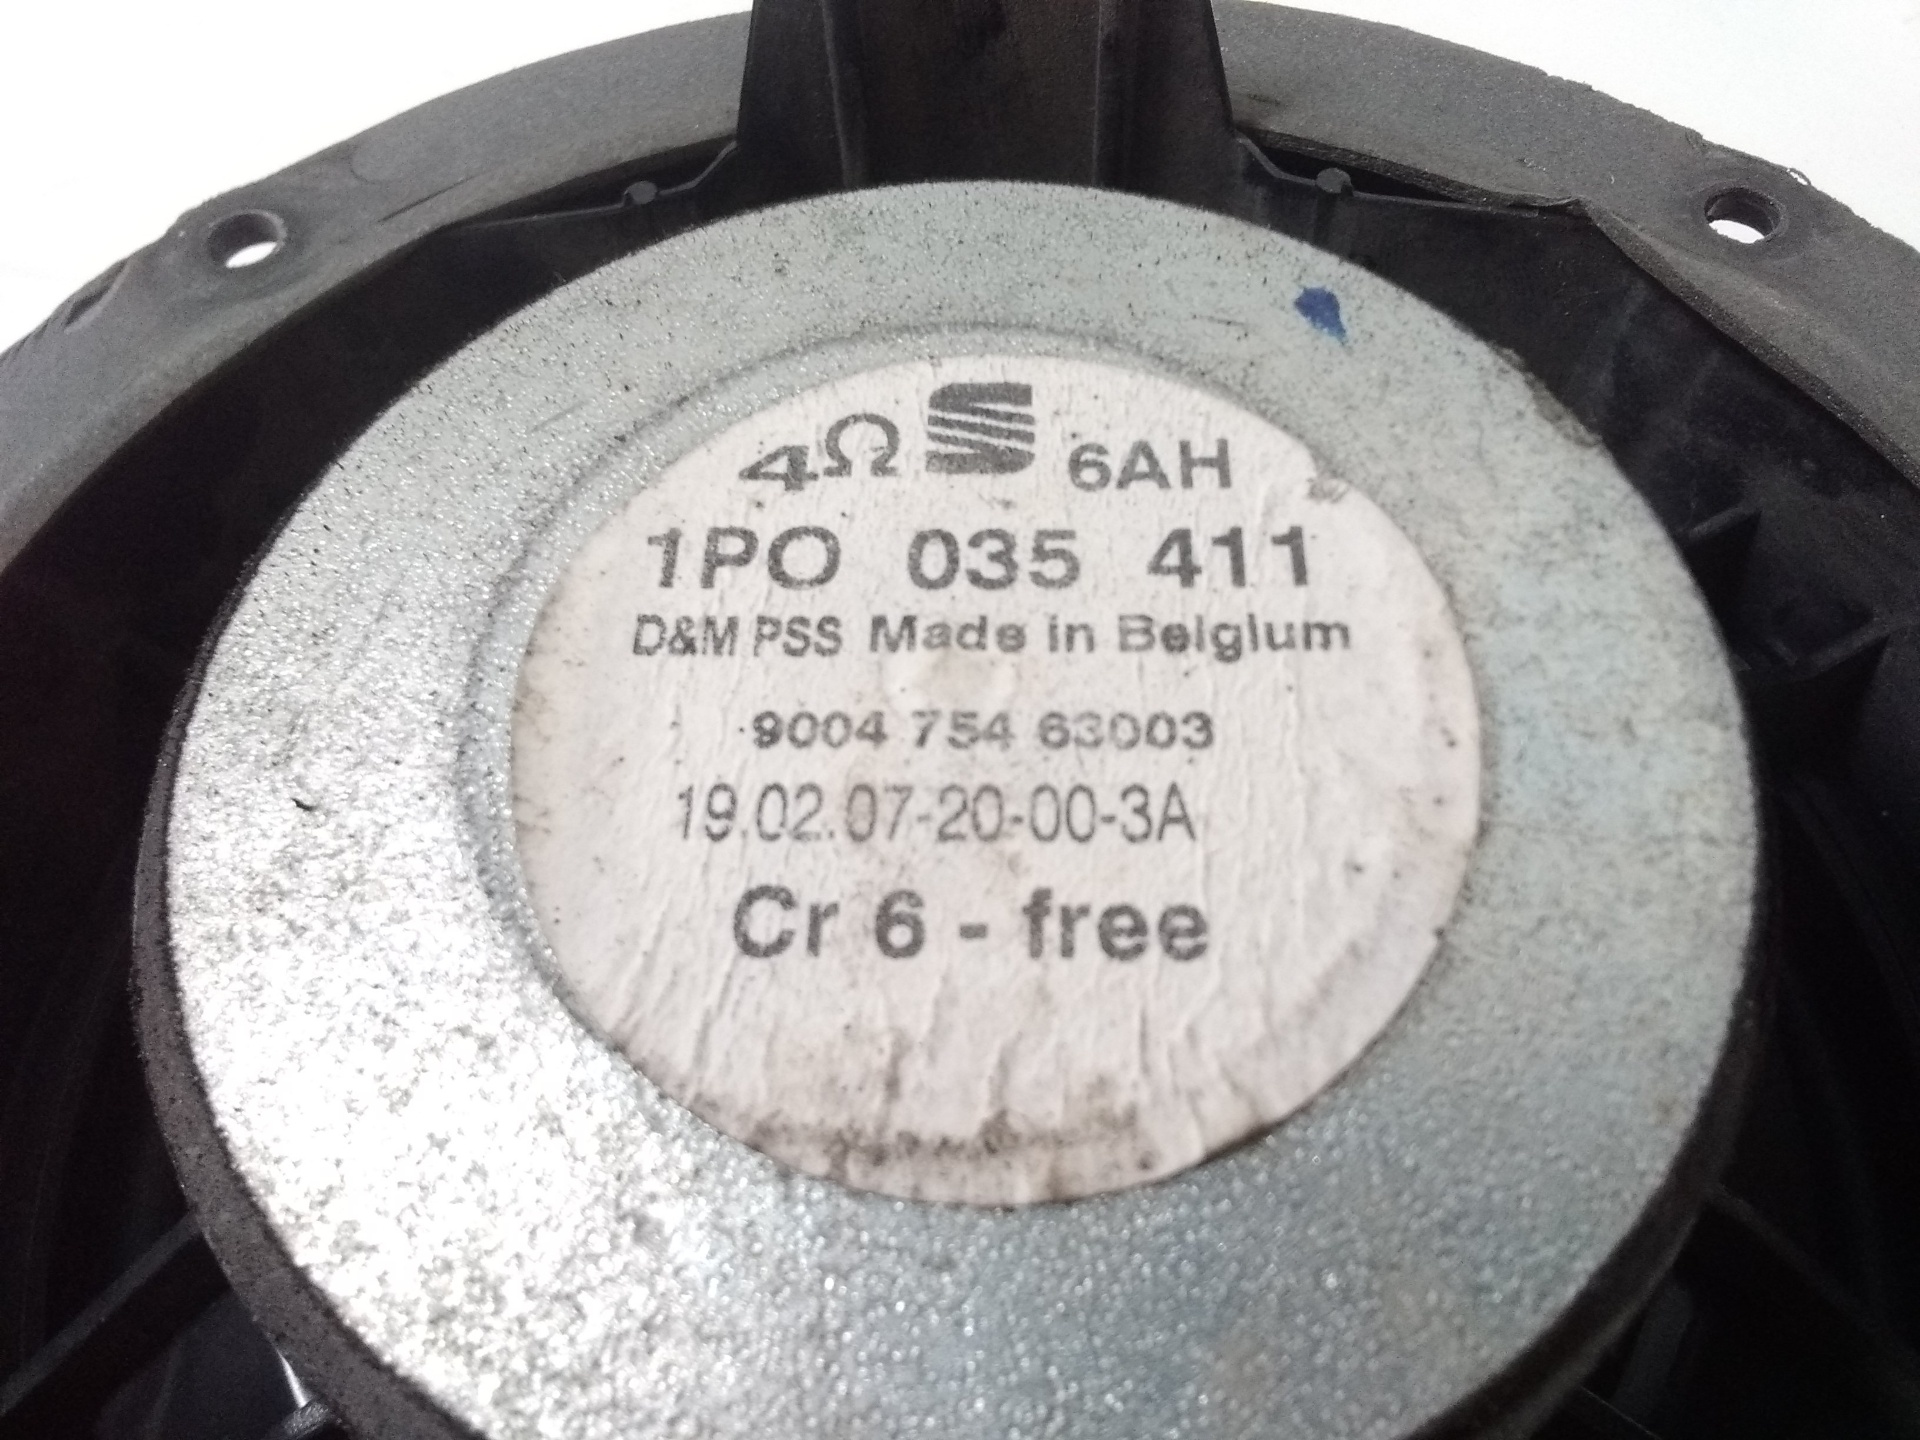 4Ω S 6AH
1PO 035 411
D&M PSS Made in Belgium
9004 754 63003
19.02.07-20-00-3A
Cr 6 - free